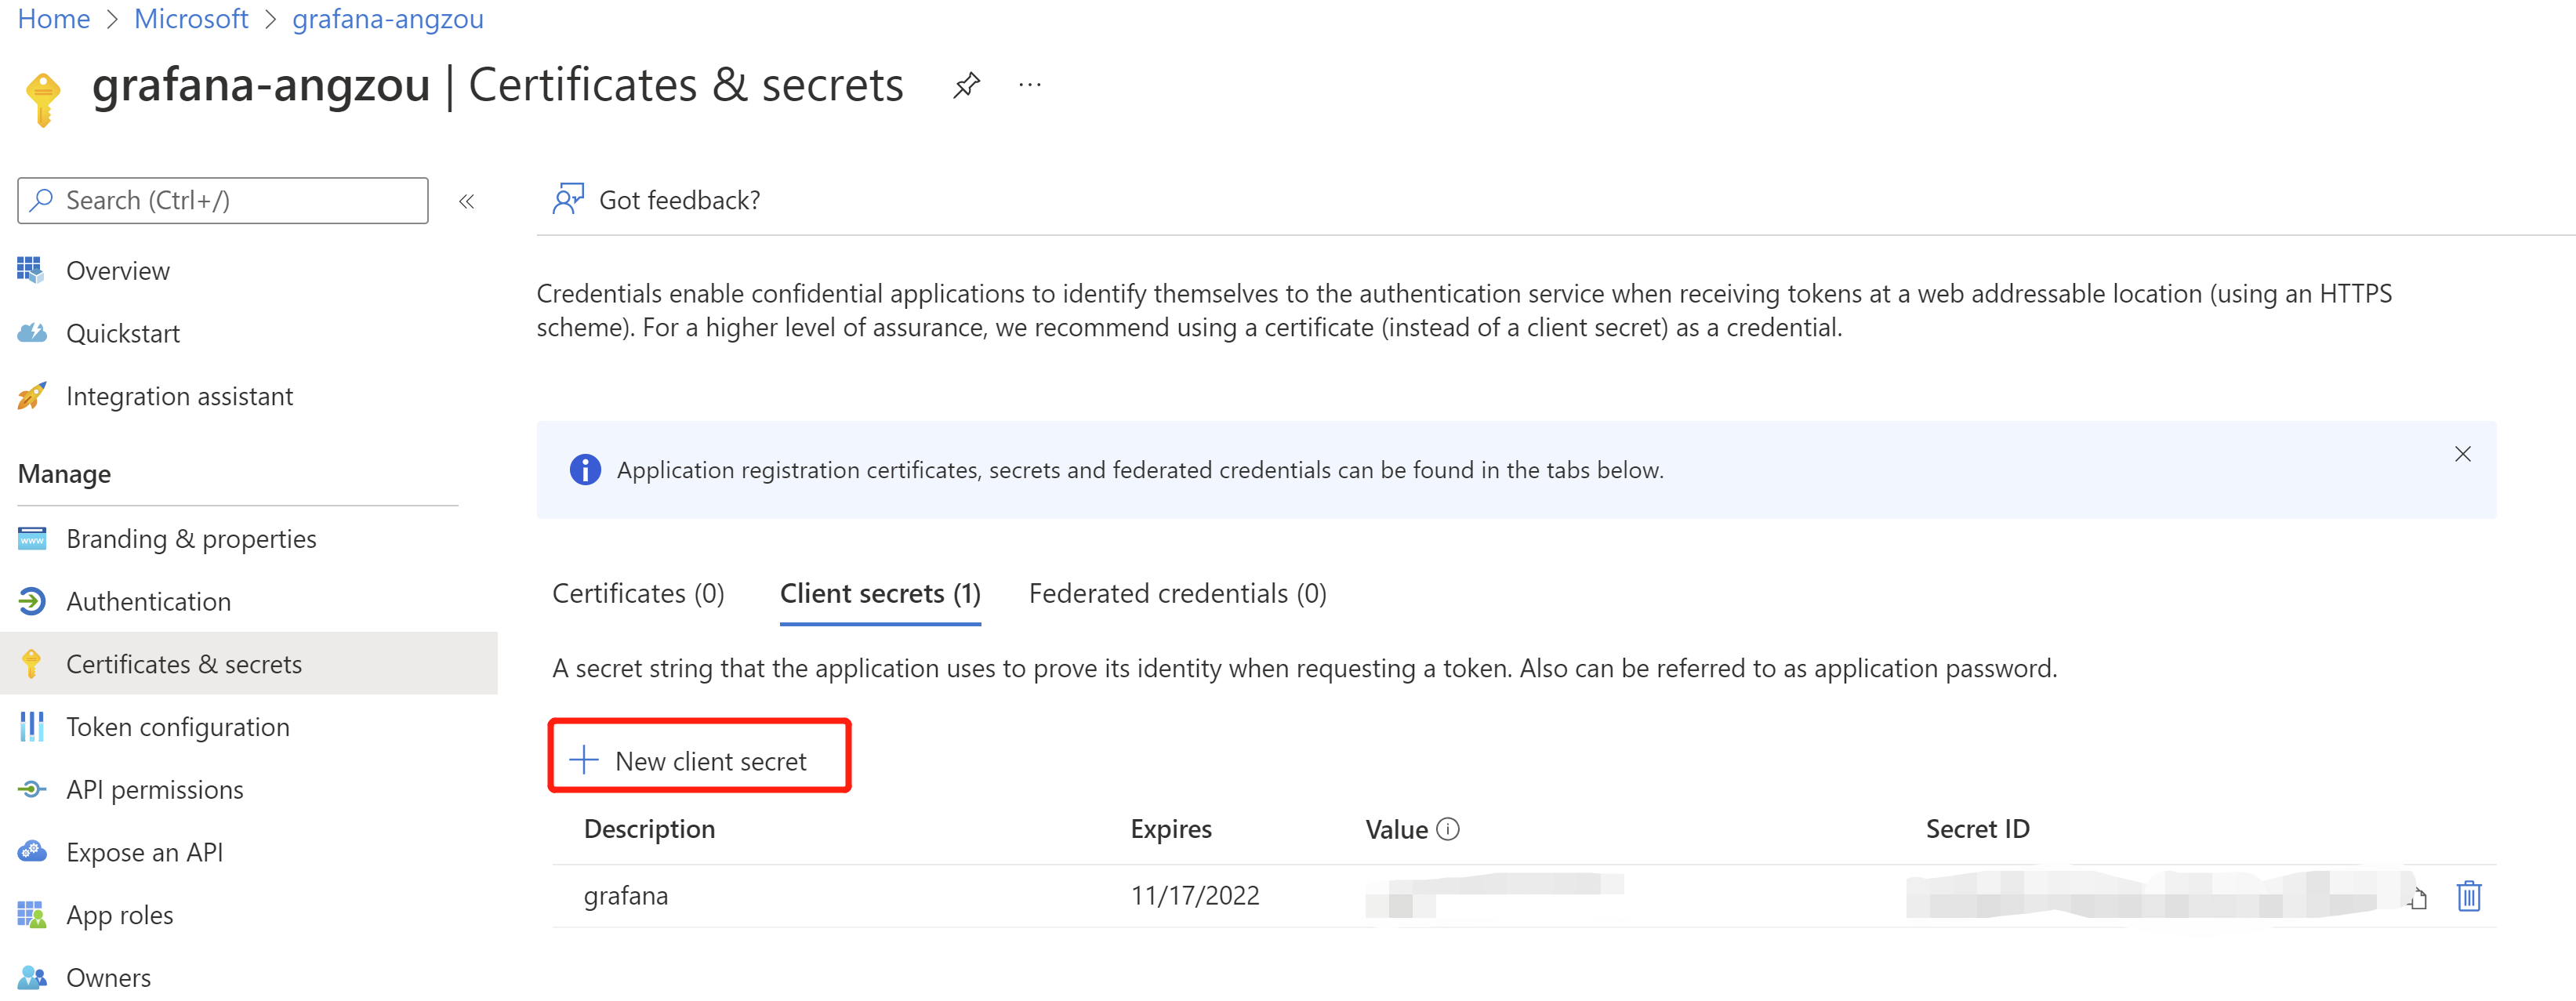 Home > Microsoft > grafana-angzou
grafana-angzou | Certificates & secrets ...
Search (Ctrl+/) «
Got feedback?
Overview
Quickstart
Integration assistant
Manage
Branding & properties
Authentication
Certificates & secrets
Token configuration
API permissions
Expose an API
App roles
Owners
Credentials enable confidential applications to identify themselves to the authentication service when receiving tokens at a web addressable location (using an HTTPS
scheme). For a higher level of assurance, we recommend using a certificate (instead of a client secret) as a credential.
Application registration certificates, secrets and federated credentials can be found in the tabs below.
Certificates (0) Client secrets (1) Federated credentials (0)
A secret string that the application uses to prove its identity when requesting a token. Also can be referred to as application password.
+ New client secret
Description Expires Value Secret ID
grafana 11/17/2022